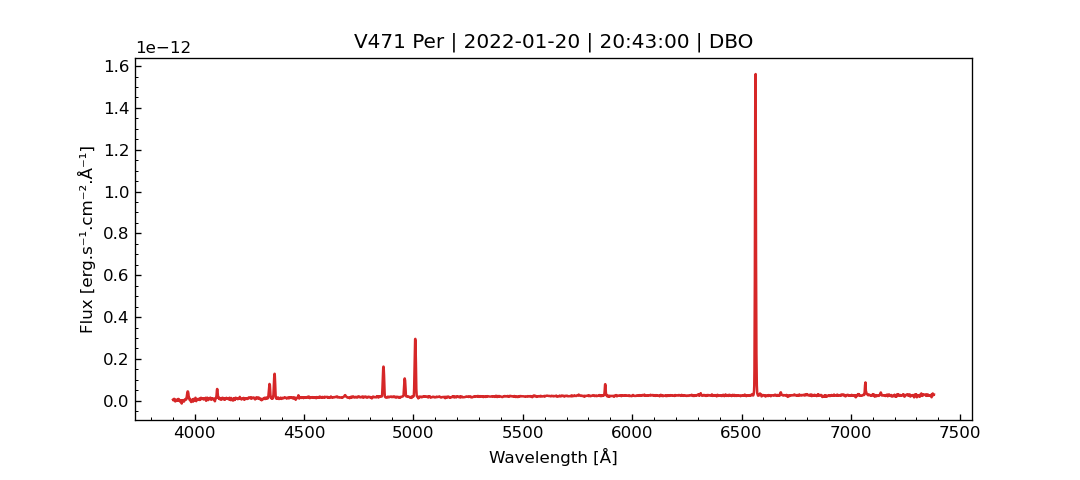 V471 Per | 2022-01-20 | 20:43:00 | DBO
1e−12
1.6
1.4
1.2
1.0
0.8
0.6
0.4
0.2
0.0
Flux [erg.s⁻¹.cm⁻².Å⁻¹]
4000 4500 5000 5500 6000 6500 7000 7500
Wavelength [Å]